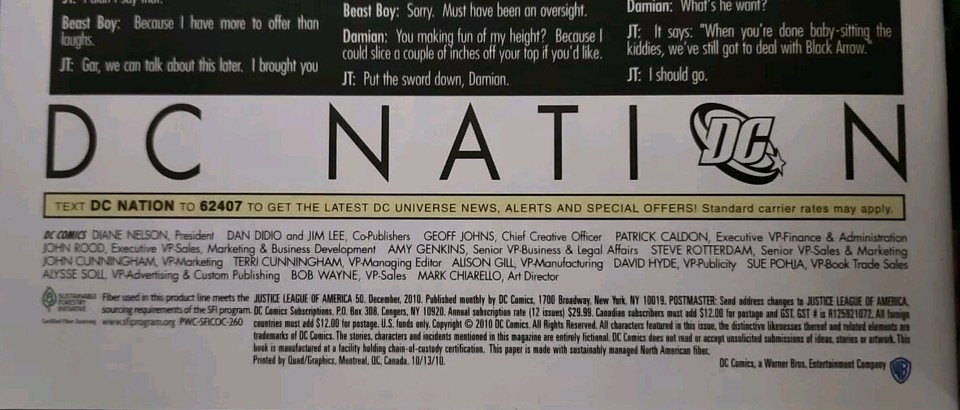 Beast Boy: Because I have more to offer than
laughs.
JT: Gar, we can talk about this later. I brought you
Beast Boy: Sorry. Must have been an oversight.
Damian: You making fun of my height? Because I
could slice a couple of inches off your top if you'd like.
JT: Put the sword down, Damian.
Damian: What's he want?
JT: It says: "When you're done baby-sitting the
kiddies, we've still got to deal with Black Arrow."
JT: I should go.
DC NATION
DC
TEXT DC NATION TO 62407 TO GET THE LATEST DC UNIVERSE NEWS, ALERTS AND SPECIAL OFFERS! Standard carrier rates may apply.
DC COMICS DIANE NELSON, President DAN DIDIO and JIM LEE, Co-Publishers GEOFF JOHNS, Chief Creative Officer PATRICK CALDON, Executive VP-Finance & Administration
JOHN ROOD, Executive VP-Sales, Marketing & Business Development AMY GENKINS, Senior VP-Business & Legal Affairs STEVE ROTTERDAM, Senior VP-Sales & Marketing
JOHN CUNNINGHAM, VP-Marketing TERRI CUNNINGHAM, VP-Managing Editor ALISON GILL, VP-Manufacturing DAVID HYDE, VP-Publicity SUE POHJA, VP-Book Trade Sales
ALYSSE SOLL, VP-Advertising & Custom Publishing BOB WAYNE, VP-Sales MARK CHIARELLO, Art Director
SUSTAINABLE
FORESTRY
INITIATIVE
Certified Fiber Sourcing
Fiber used in this product line meets the
sourcing requirements of the SFI program.
www.sfiprogram.org PWC-SFICOC-260
JUSTICE LEAGUE OF AMERICA 50. December, 2010. Published monthly by DC Comics, 1700 Broadway, New York, NY 10019. POSTMASTER: Send address changes to JUSTICE LEAGUE OF AMERICA,
DC Comics Subscriptions, P.O. Box 308, Congers, NY 10920. Annual subscription rate (12 issues) $29.99. Canadian subscribers must add $12.00 for postage and GST. GST # is R125921072. All foreign
countries must add $12.00 for postage. U.S. funds only. Copyright © 2010 DC Comics. All Rights Reserved. All characters featured in this issue, the distinctive likenesses thereof and related elements are
trademarks of DC Comics. The stories, characters and incidents mentioned in this magazine are entirely fictional. DC Comics does not read or accept unsolicited submissions of ideas, stories or artwork. This
book is manufactured at a facility holding chain-of-custody certification. This paper is made with sustainably managed North American fiber.
Printed by Quad/Graphics, Montreal, QC, Canada. 10/13/10.
DC Comics, a Warner Bros. Entertainment Company